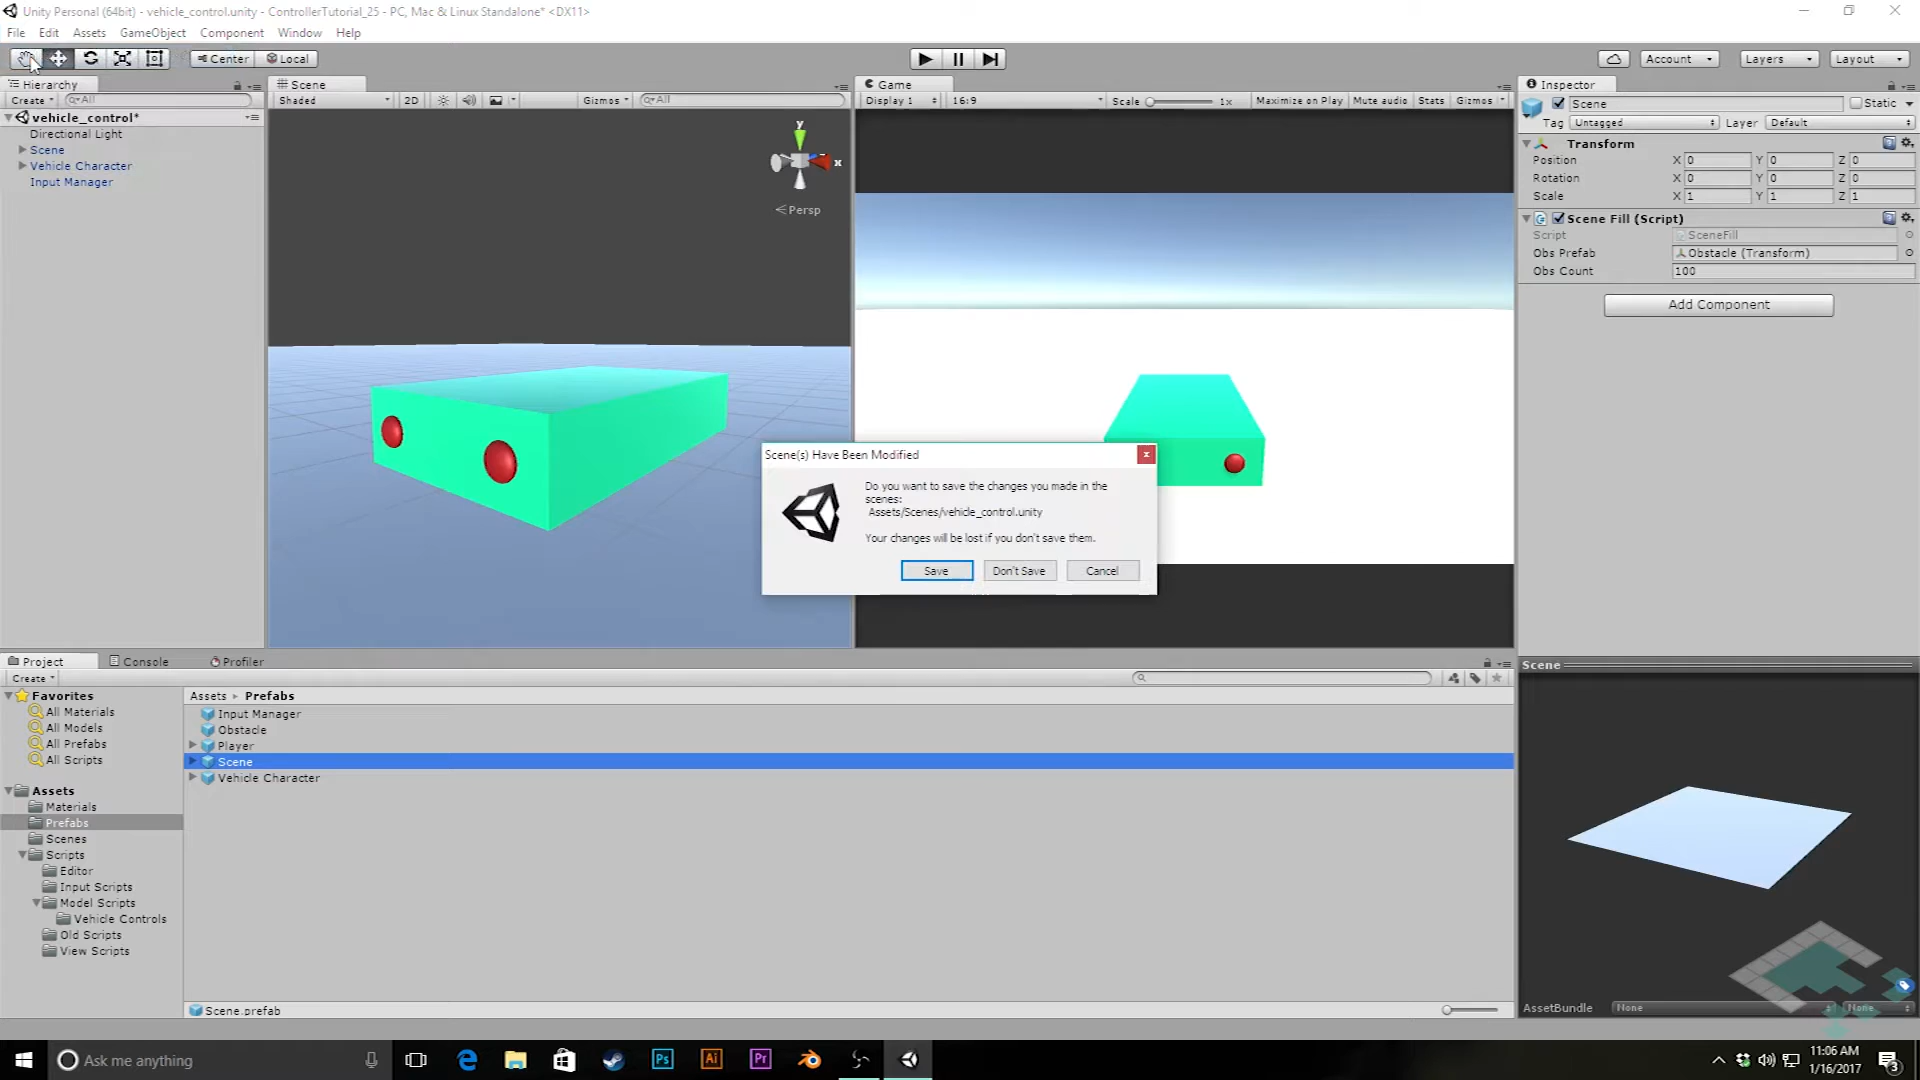 Unity Personal (64bit) - vehicle_control.unity - ControllerTutorial_25 - PC, Mac & Linux Standalone* <DX11>
File Edit Assets GameObject Component Window Help
Center Local
Account Layers Layout
Hierarchy
Create All
vehicle_control*
Directional Light
Scene
Vehicle Character
Input Manager
Scene
Shaded 2D Gizmos All
y
x
Persp
Game
Display 1 16:9 Scale 1x Maximize on Play Mute audio Stats Gizmos
Inspector
Scene Static
Tag Untagged Layer Default
Transform
Position X 0 Y 0 Z 0
Rotation X 0 Y 0 Z 0
Scale X 1 Y 1 Z 1
Scene Fill (Script)
Script SceneFill
Obs Prefab Obstacle (Transform)
Obs Count 100
Add Component
Scene(s) Have Been Modified
Do you want to save the changes you made in the
scenes:
Assets/Scenes/vehicle_control.unity
Your changes will be lost if you don't save them.
Save Don't Save Cancel
Project Console Profiler
Create
Favorites
All Materials
All Models
All Prefabs
All Scripts
Assets
Materials
Prefabs
Scenes
Scripts
Editor
Input Scripts
Model Scripts
Vehicle Controls
Old Scripts
View Scripts
Assets Prefabs
Input Manager
Obstacle
Player
Scene
Vehicle Character
Scene.prefab
Scene
AssetBundle None None
Ask me anything
Ps Ai Pr
11:06 AM
1/16/2017
3